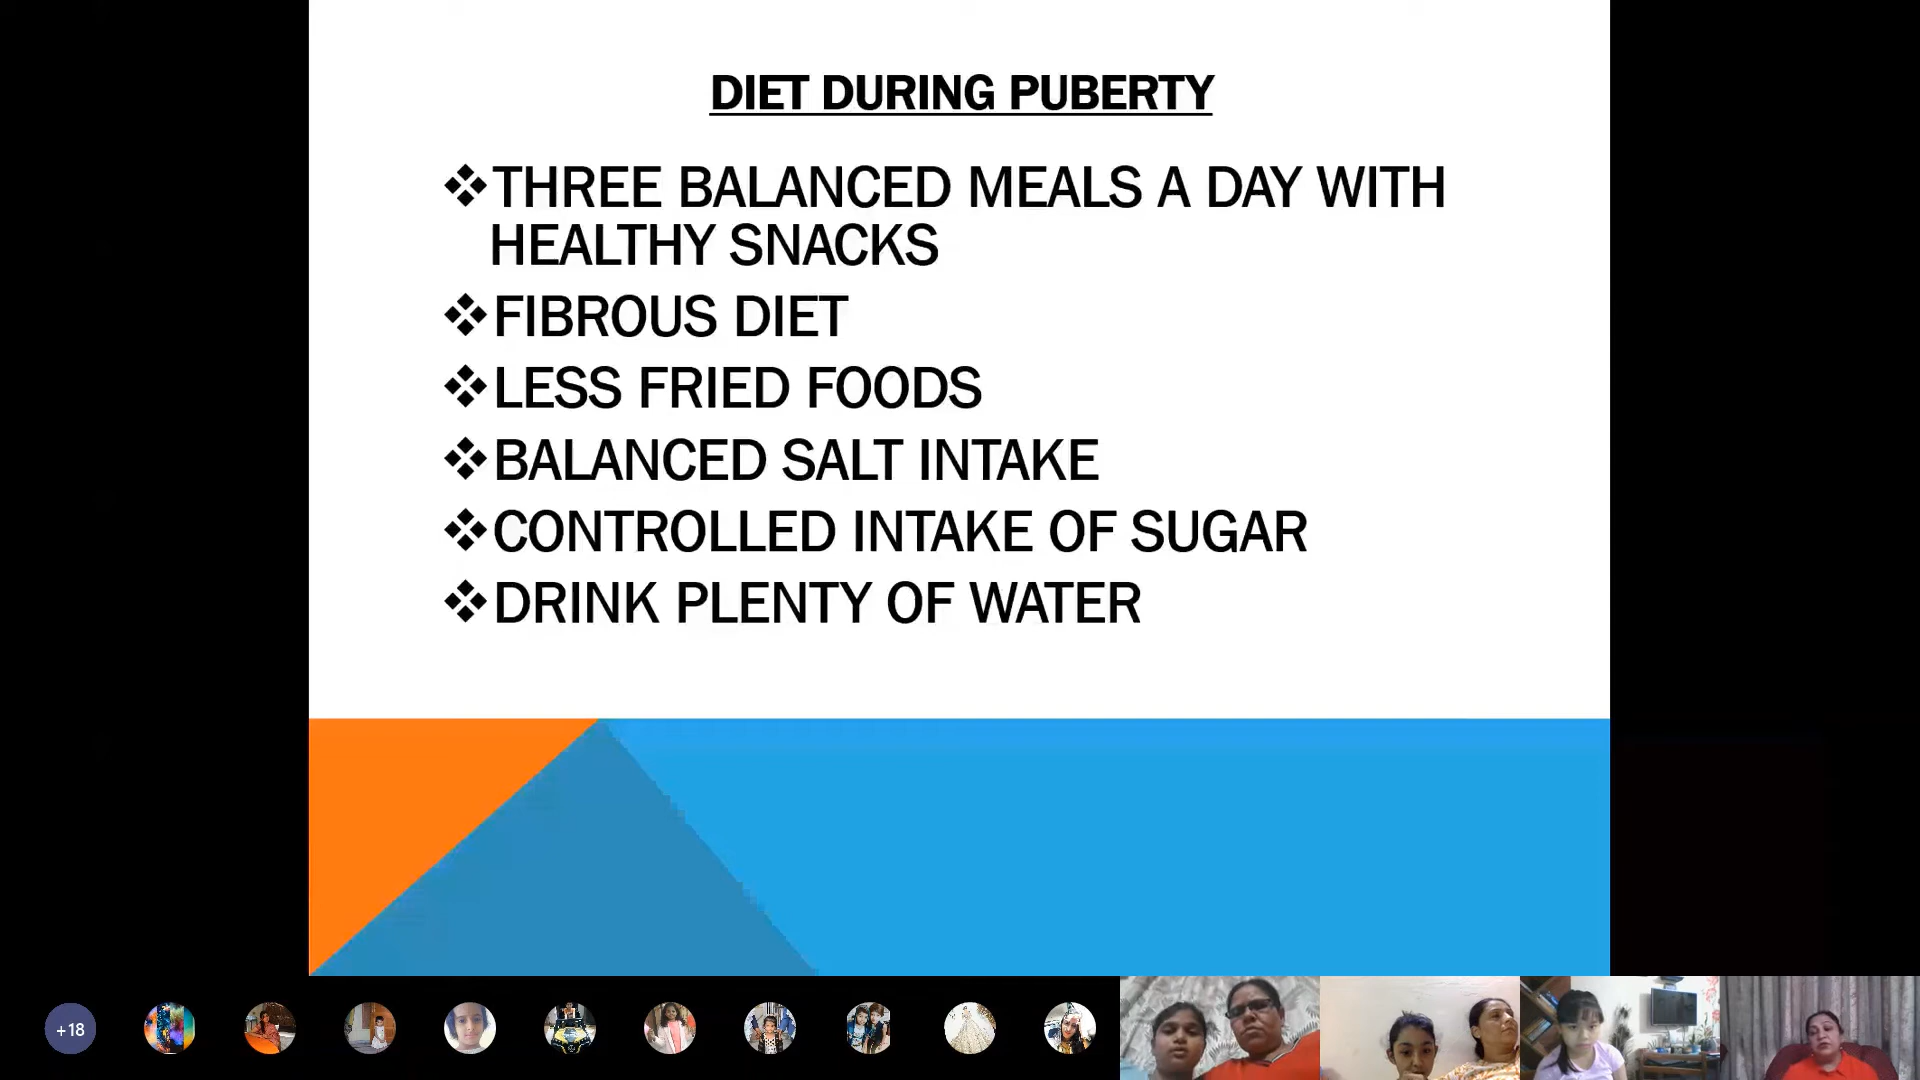 DIET DURING PUBERTY
❖THREE BALANCED MEALS A DAY WITH
HEALTHY SNACKS
❖FIBROUS DIET
❖LESS FRIED FOODS
❖BALANCED SALT INTAKE
❖CONTROLLED INTAKE OF SUGAR
❖DRINK PLENTY OF WATER
+18